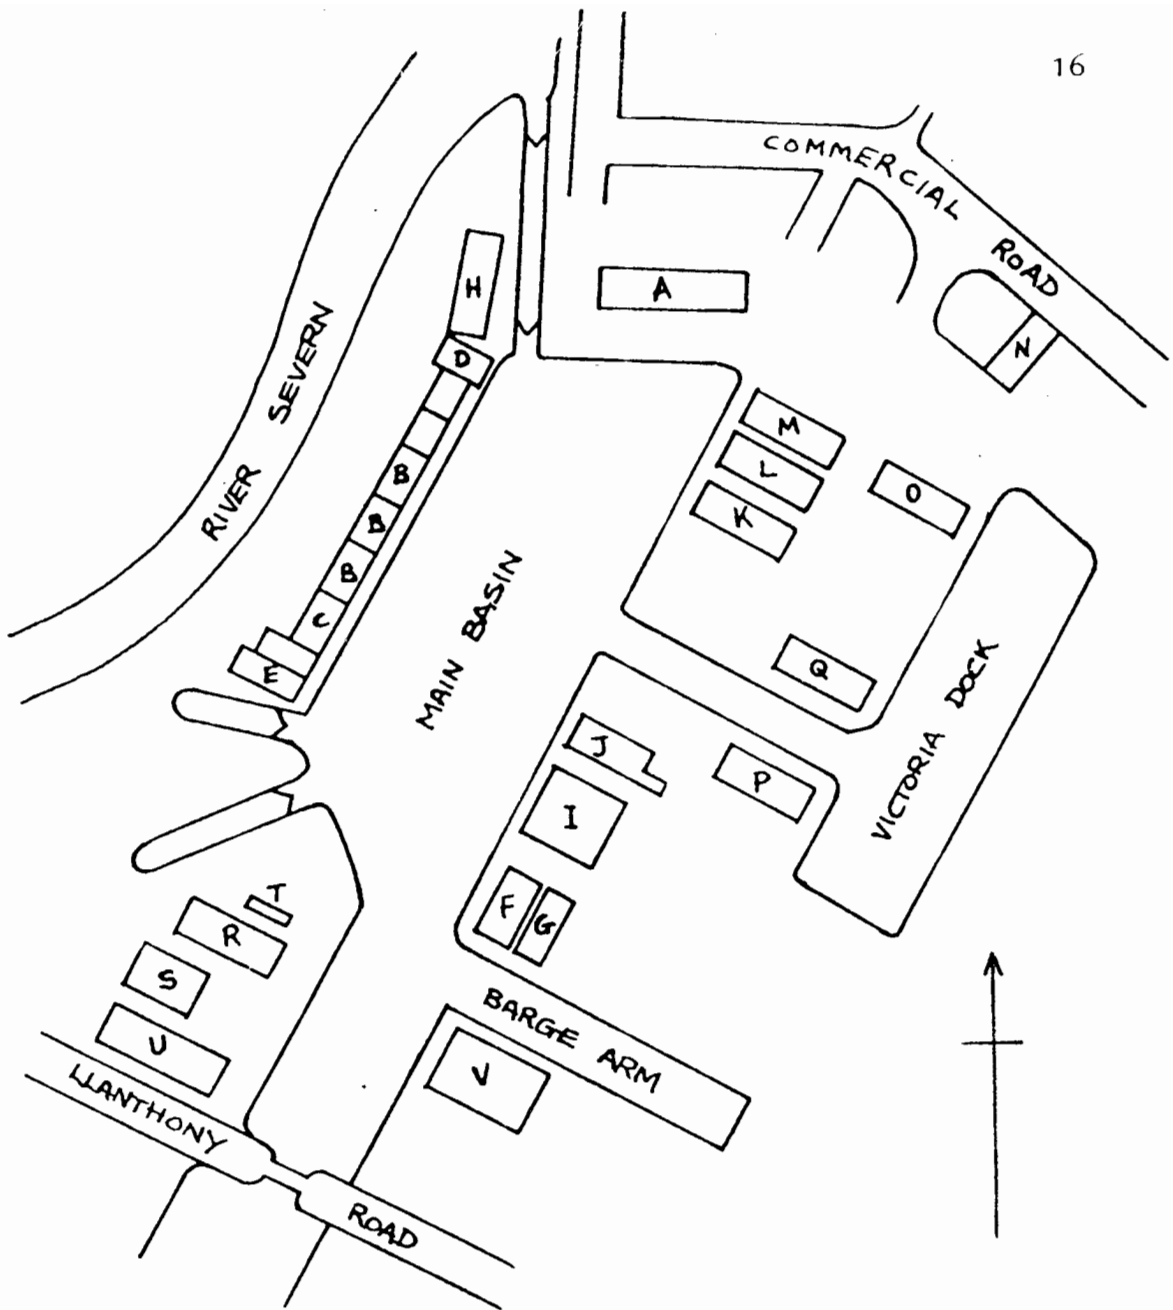 16
COMMERCIAL ROAD
A
H
N
D
RIVER SEVERN
M
L
K
O
B
B
B
C
E
MAIN BASIN
Q
VICTORIA DOCK
J
P
I
F
G
T
R
S
U
BARGE ARM
V
LLANTHONY ROAD